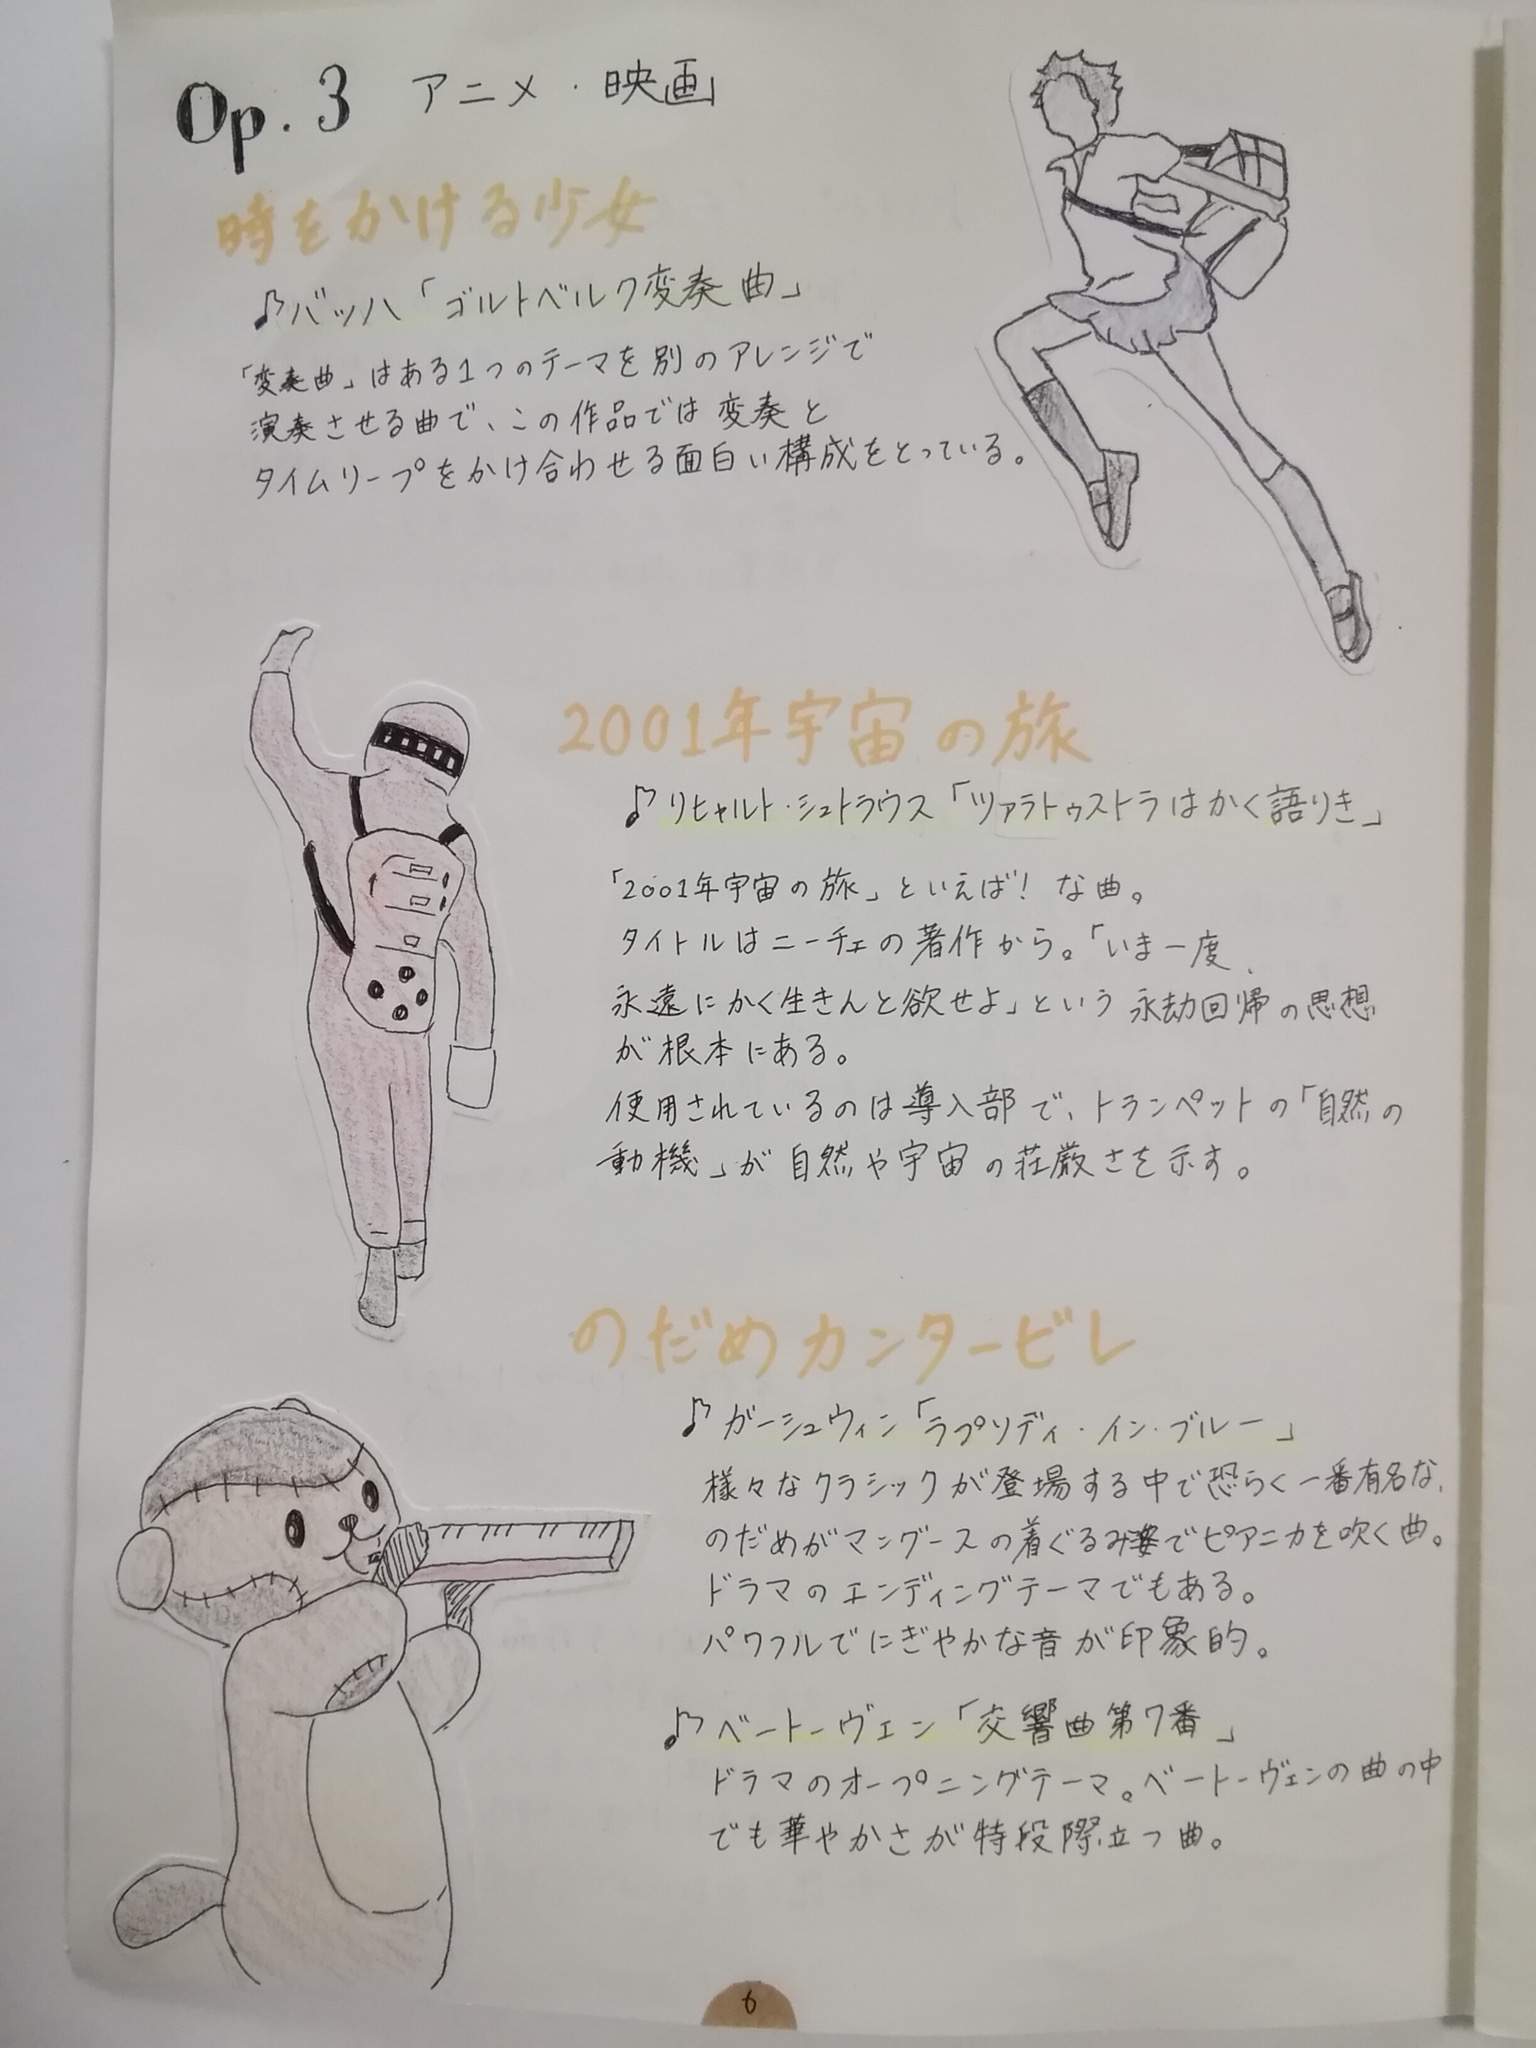 Op. 3 アニメ・映画
時をかける少女
♪バッハ「ゴルトベルク変奏曲」
「変奏曲」はある1つのテーマを別のアレンジで
演奏させる曲で、この作品では変奏と
タイムリープをかけ合わせる面白い構成をとっている。
2001年宇宙の旅
♪リヒャルト・シュトラウス「ツァラトゥストラはかく語りき」
「2001年宇宙の旅」といえば！な曲。
タイトルはニーチェの著作から。「いま一度、
永遠にかく生きんと欲せよ」という永劫回帰の思想
が根本にある。
使用されているのは導入部で、トランペットの「自然の
動機」が自然や宇宙の荘厳さを示す。
のだめカンタービレ
♪ガーシュウィン「ラプソディ・イン・ブルー」
様々なクラシックが登場する中で恐らく一番有名な、
のだめがマングースの着ぐるみ姿でピアニカを吹く曲。
ドラマのエンディングテーマでもある。
パワフルでにぎやかな音が印象的。
♪ベートーヴェン「交響曲第7番」
ドラマのオープニングテーマ。ベートーヴェンの曲の中
でも華やかさが特段際立つ曲。
6